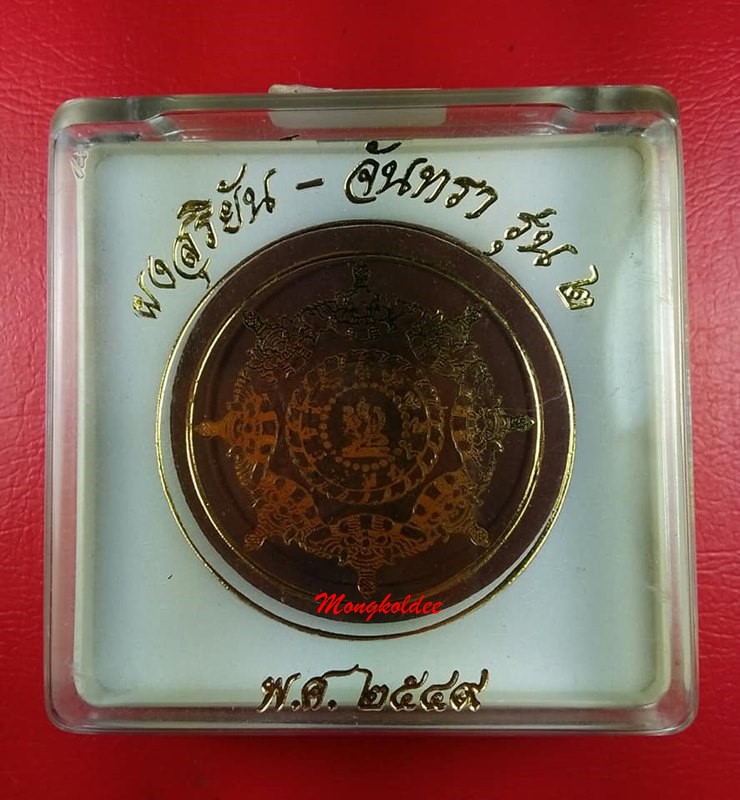 ผงสุริยัน - จันทรา รุ่น ๒
Mongkoldee
พ.ศ. ๒๕๔๙